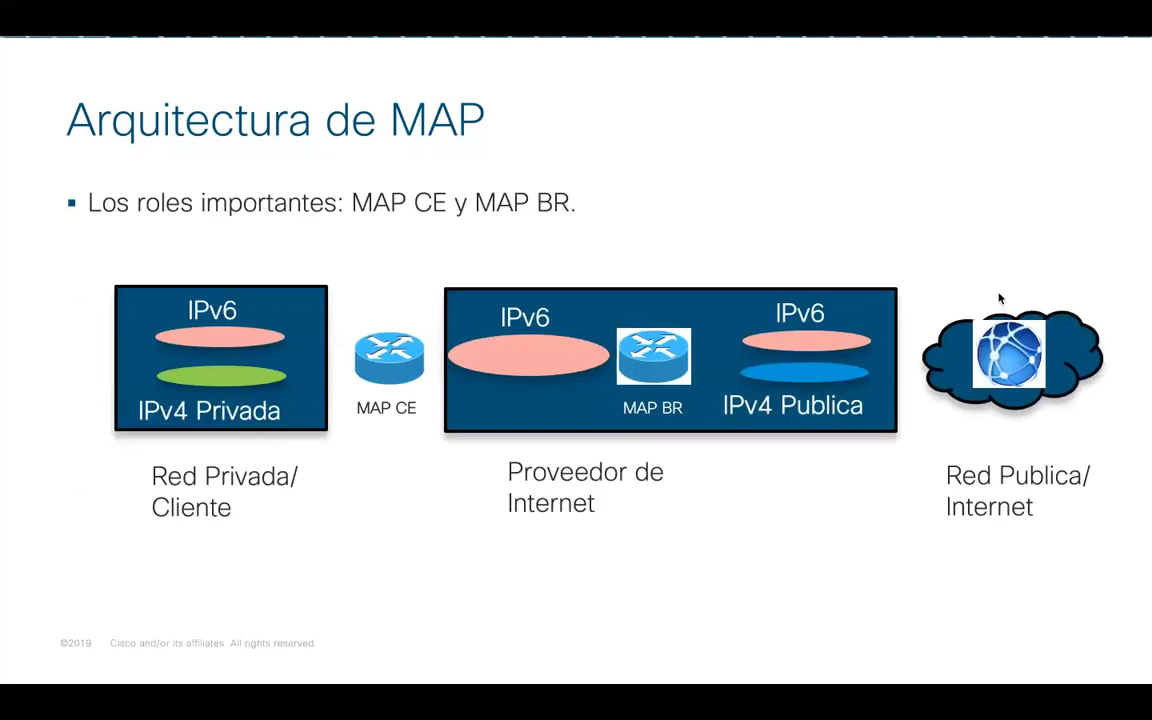 Arquitectura de MAP
▪ Los roles importantes: MAP CE y MAP BR.
IPv6
IPv4 Privada
MAP CE
IPv6
MAP BR
IPv6
IPv4 Publica
Red Privada/
Cliente
Proveedor de
Internet
Red Publica/
Internet
©2019 Cisco and/or its affiliates. All rights reserved.